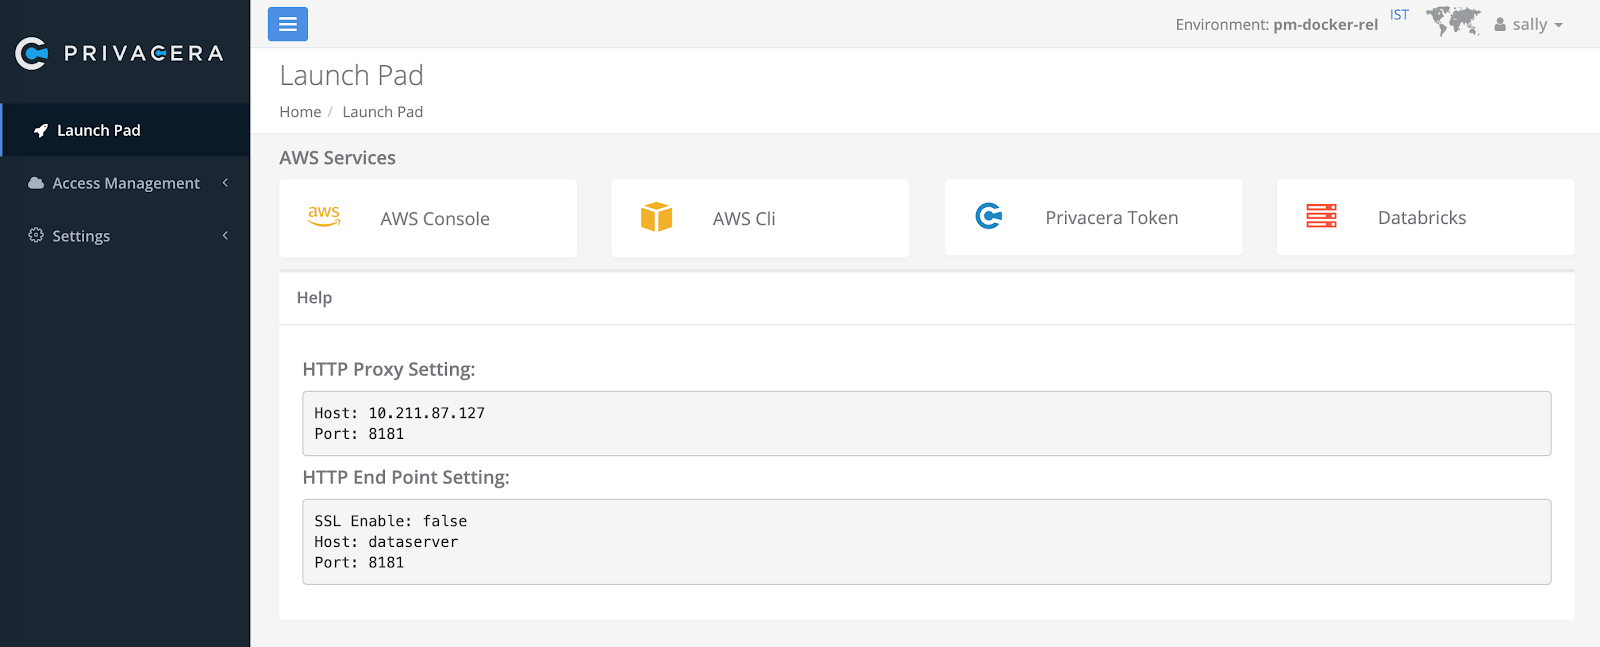 PRIVACERA
Environment: pm-docker-rel IST sally
Launch Pad
Access Management
Settings
Launch Pad
Home / Launch Pad
AWS Services
aws AWS Console
AWS Cli
Privacera Token
Databricks
Help
HTTP Proxy Setting:
Host: 10.211.87.127
Port: 8181
HTTP End Point Setting:
SSL Enable: false
Host: dataserver
Port: 8181